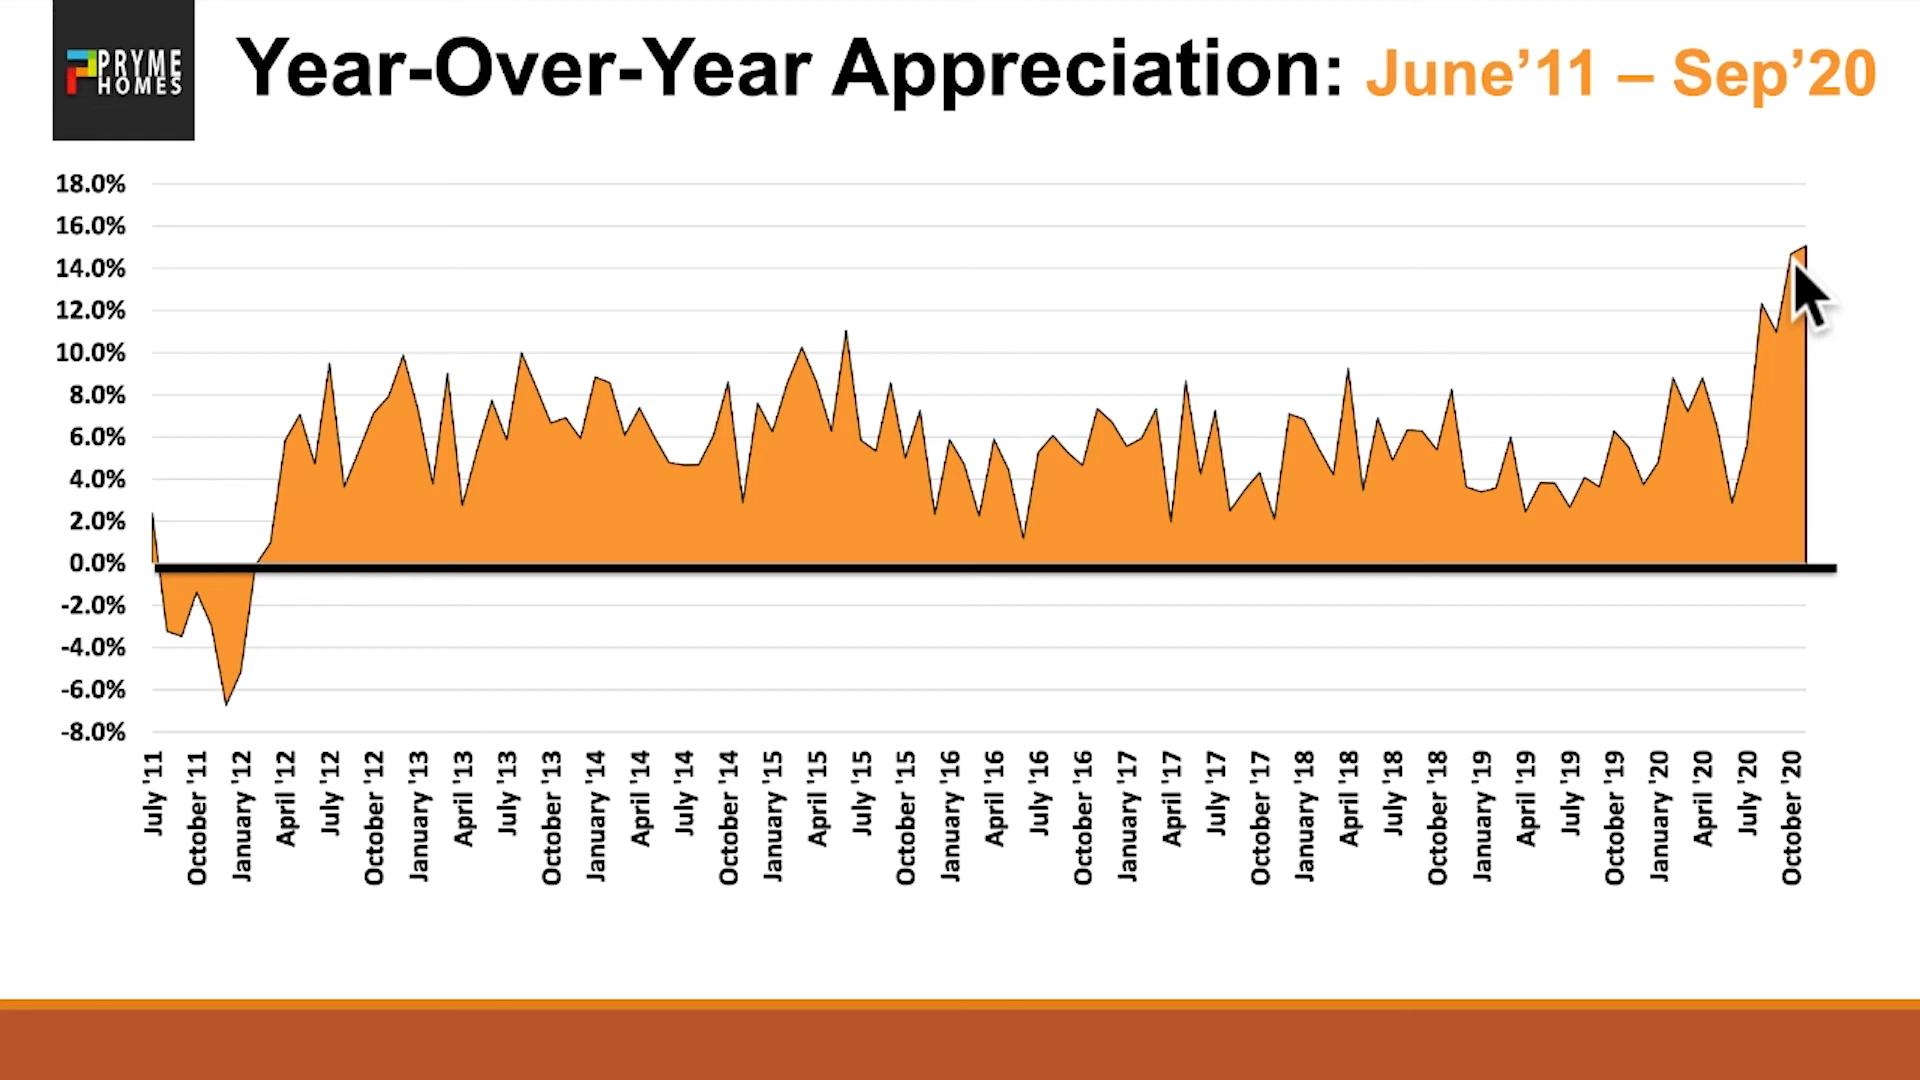 PRYME
HOMES
Year-Over-Year Appreciation: June’11 – Sep’20
18.0%
16.0%
14.0%
12.0%
10.0%
8.0%
6.0%
4.0%
2.0%
0.0%
-2.0%
-4.0%
-6.0%
-8.0%
July '11
October '11
January '12
April '12
July '12
October '12
January '13
April '13
July '13
October '13
January '14
April '14
July '14
October '14
January '15
April '15
July '15
October '15
January '16
April '16
July '16
October '16
January '17
April '17
July '17
October '17
January '18
April '18
July '18
October '18
January '19
April '19
July '19
October '19
January '20
April '20
July '20
October '20